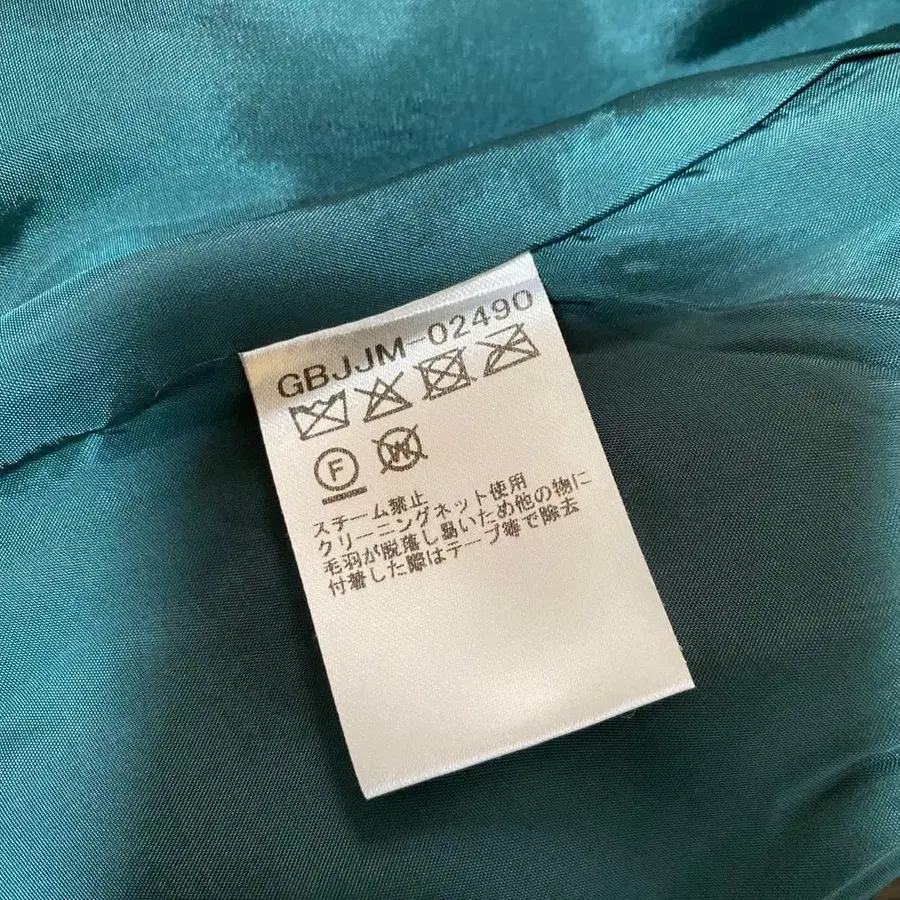 GBJJM-02490
F
W
スチーム禁止
クリーニングネット使用
毛羽が脱落し易いため他の物に
付着した際はテープ等で除去